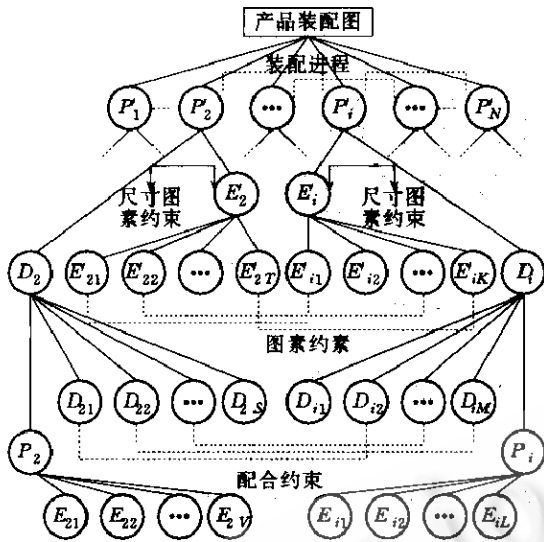 产品装配图
装配进程
P'1 P'2 ••• P'i ••• P'N
尺寸图素约束 E'2 E'i 尺寸图素约束
D2 E'21 E'22 ••• E'2T E'i1 E'i2 ••• E'iK Di
图素约素
D21 D22 ••• D2S Di1 Di2 ••• DiM
P2 Pi
配合约束
E21 E22 ••• E2V Ei1 Ei2 ••• EiL